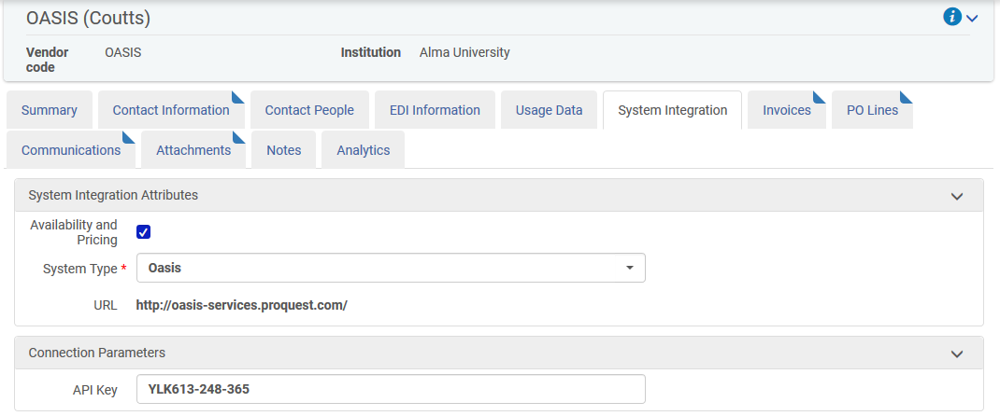 OASIS (Coutts)
Vendor code OASIS Institution Alma University
Summary Contact Information Contact People EDI Information Usage Data System Integration Invoices PO Lines
Communications Attachments Notes Analytics
System Integration Attributes
Availability and Pricing
System Type * Oasis
URL http://oasis-services.proquest.com/
Connection Parameters
API Key YLK613-248-365